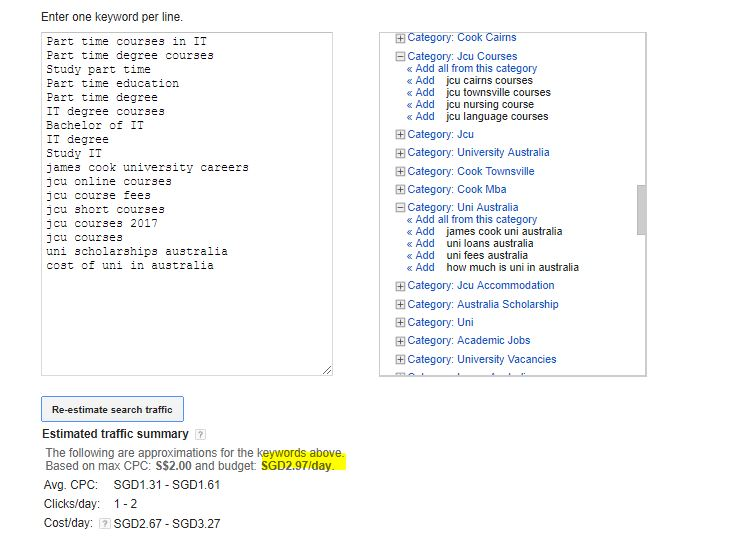 Enter one keyword per line.
Part time courses in IT
Part time degree courses
Study part time
Part time education
Part time degree
IT degree courses
Bachelor of IT
IT degree
Study IT
james cook university careers
jcu online courses
jcu course fees
jcu short courses
jcu courses 2017
jcu courses
uni scholarships australia
cost of uni in australia
Category: Cook Cairns
Category: Jcu Courses
« Add all from this category
« Add jcu cairns courses
« Add jcu townsville courses
« Add jcu nursing course
« Add jcu language courses
Category: Jcu
Category: University Australia
Category: Cook Townsville
Category: Cook Mba
Category: Uni Australia
« Add all from this category
« Add james cook uni australia
« Add uni loans australia
« Add uni fees australia
« Add how much is uni in australia
Category: Jcu Accommodation
Category: Australia Scholarship
Category: Uni
Category: Academic Jobs
Category: University Vacancies
Re-estimate search traffic
Estimated traffic summary ?
The following are approximations for the keywords above.
Based on max CPC: S$2.00 and budget: SGD2.97/day.
Avg. CPC: SGD1.31 - SGD1.61
Clicks/day: 1 - 2
Cost/day: ? SGD2.67 - SGD3.27